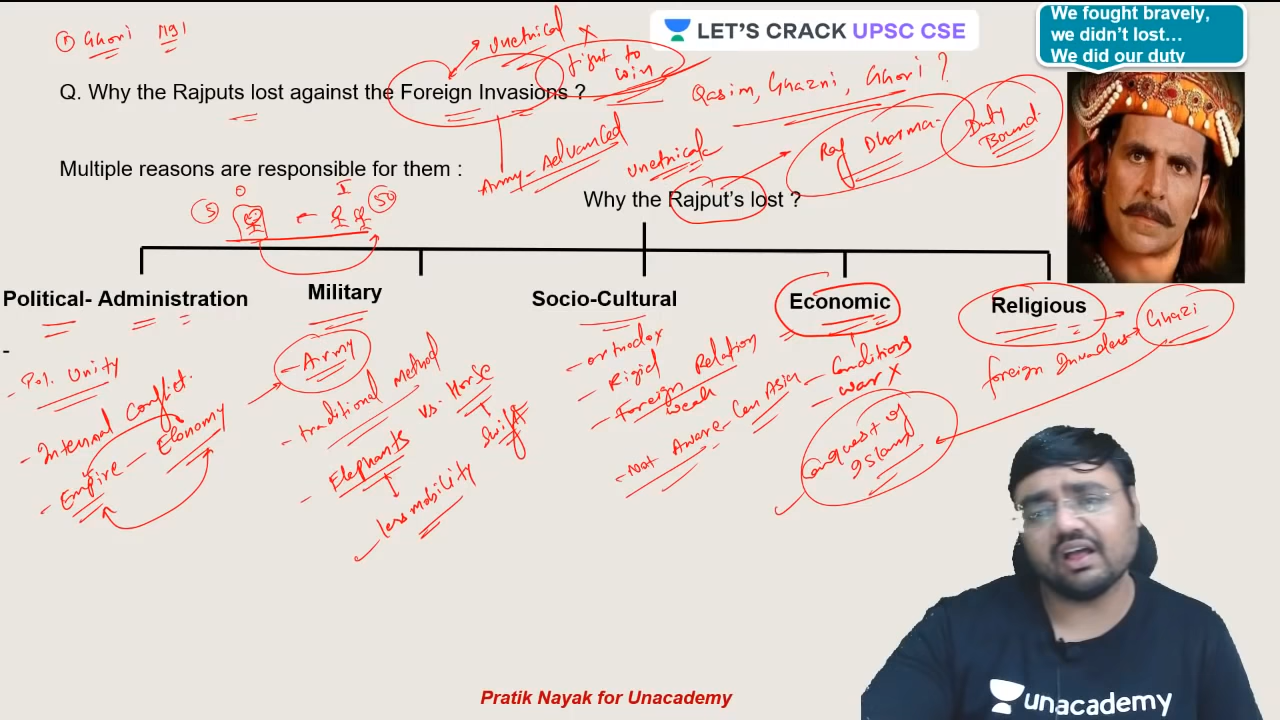 ① Ghori 1191
unethical X
fight to
win
LET'S CRACK UPSC CSE
We fought bravely,
we didn't lost...
We did our duty
Q. Why the Rajputs lost against the Foreign Invasions ?
Qasim, Ghazni, Ghori ?
Army-Advanced
unethical
Raj Dharma
Duty
Bound.
Multiple reasons are responsible for them :
Why the Rajput's lost ?
5
I
50
Political- Administration
Military
Socio-Cultural
Economic
Religious
-
- Pol. Unity
- Internal Conflict.
- Empire - Economy
- Army
- traditional method
- Elephants vs. Horse
swift
less mobility
- orthodox
- Rigid
- Foreign Relation
weak
- Not Aware - Cen Asia
- Conditions
war X
Conquest of
Island
foreign Invaders
Ghazi
unacademy
Pratik Nayak for Unacademy